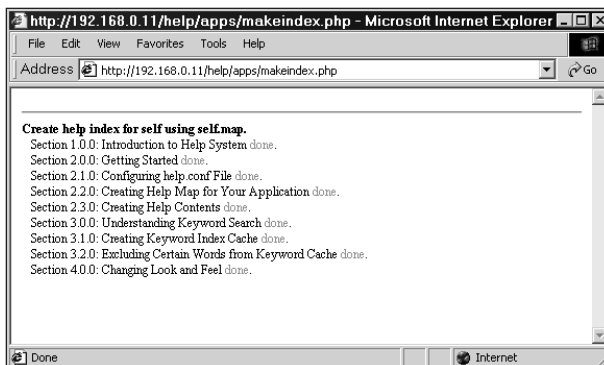 http://192.168.0.11/help/apps/makeindex.php - Microsoft Internet Explorer
File Edit View Favorites Tools Help
Address http://192.168.0.11/help/apps/makeindex.php Go
Create help index for self using self.map.
Section 1.0.0: Introduction to Help System done.
Section 2.0.0: Getting Started done.
Section 2.1.0: Configuring help.conf File done.
Section 2.2.0: Creating Help Map for Your Application done.
Section 2.3.0: Creating Help Contents done.
Section 3.0.0: Understanding Keyword Search done.
Section 3.1.0: Creating Keyword Index Cache done.
Section 3.2.0: Excluding Certain Words from Keyword Cache done.
Section 4.0.0: Changing Look and Feel done.
Done Internet